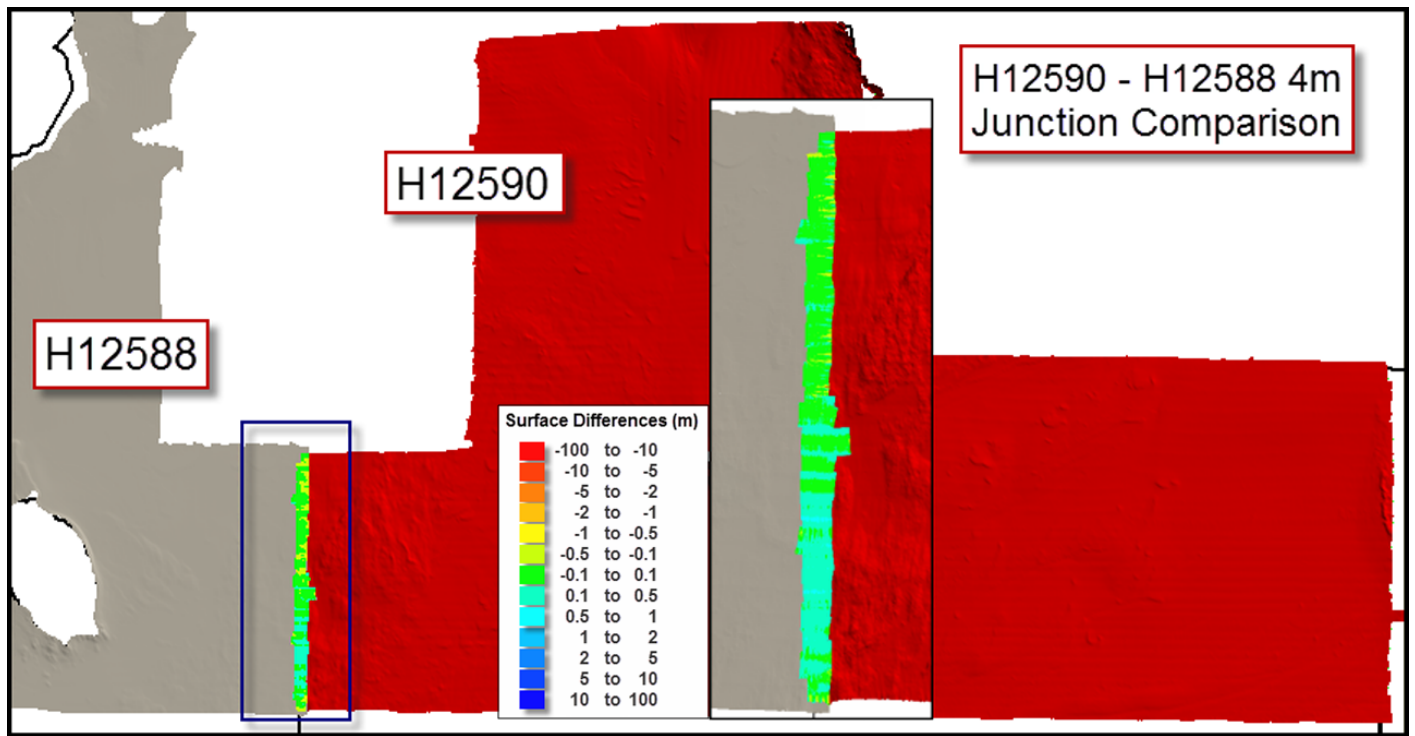 H12590 - H12588 4m
Junction Comparison
H12590
H12588
Surface Differences (m)
-100 to -10
-10 to -5
-5 to -2
-2 to -1
-1 to -0.5
-0.5 to -0.1
-0.1 to 0.1
0.1 to 0.5
0.5 to 1
1 to 2
2 to 5
5 to 10
10 to 100